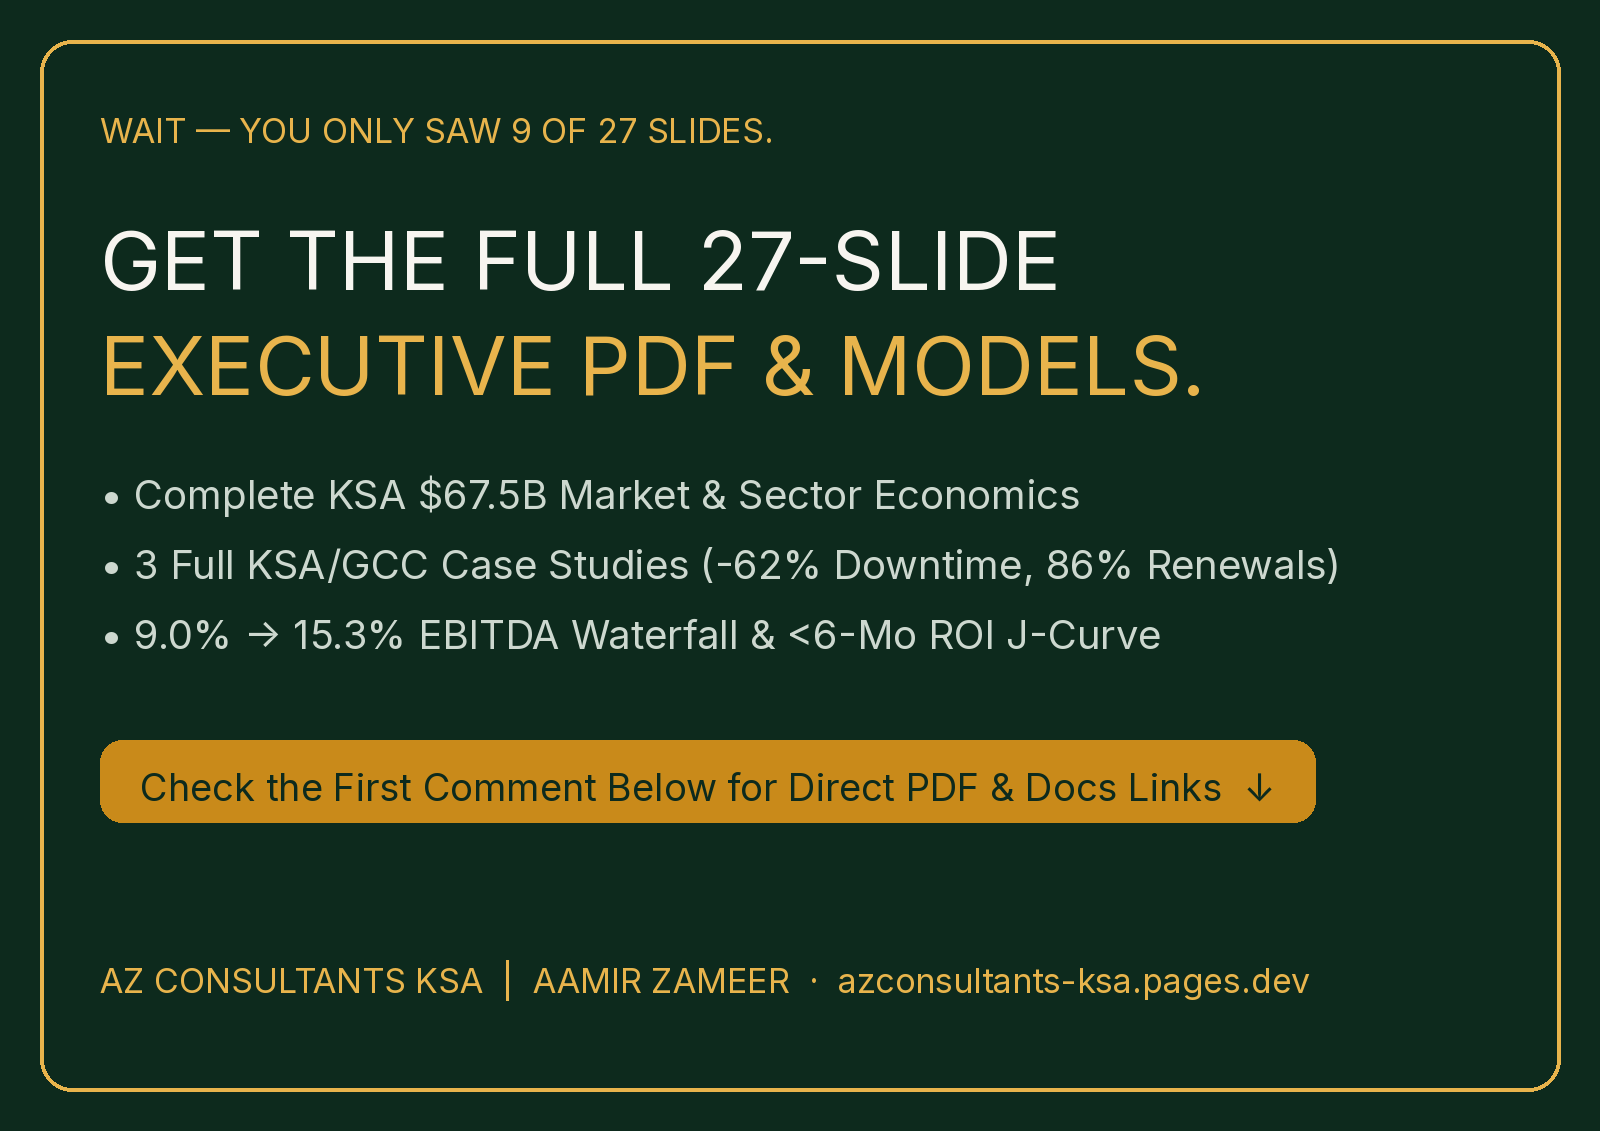 WAIT — YOU ONLY SAW 9 OF 27 SLIDES.
GET THE FULL 27-SLIDE
EXECUTIVE PDF & MODELS.
• Complete KSA $67.5B Market & Sector Economics
• 3 Full KSA/GCC Case Studies (-62% Downtime, 86% Renewals)
• 9.0% → 15.3% EBITDA Waterfall & <6-Mo ROI J-Curve
Check the First Comment Below for Direct PDF & Docs Links ↓
AZ CONSULTANTS KSA | AAMIR ZAMEER · azconsultants-ksa.pages.dev